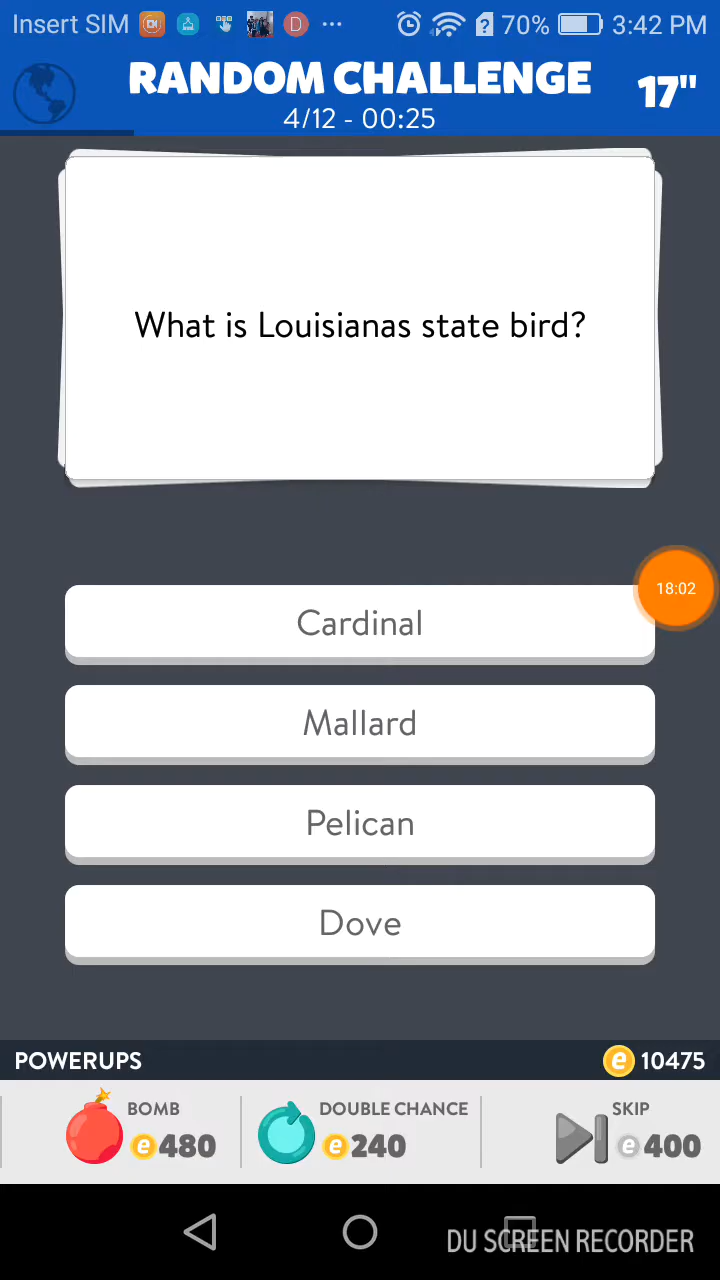 Insert SIM D ... ? 70% 3:42 PM
RANDOM CHALLENGE
17"
4/12 - 00:25
What is Louisianas state bird?
18:02
Cardinal
Mallard
Pelican
Dove
POWERUPS e 10475
BOMB
e 480
DOUBLE CHANCE
e 240
SKIP
e 400
DU SCREEN RECORDER